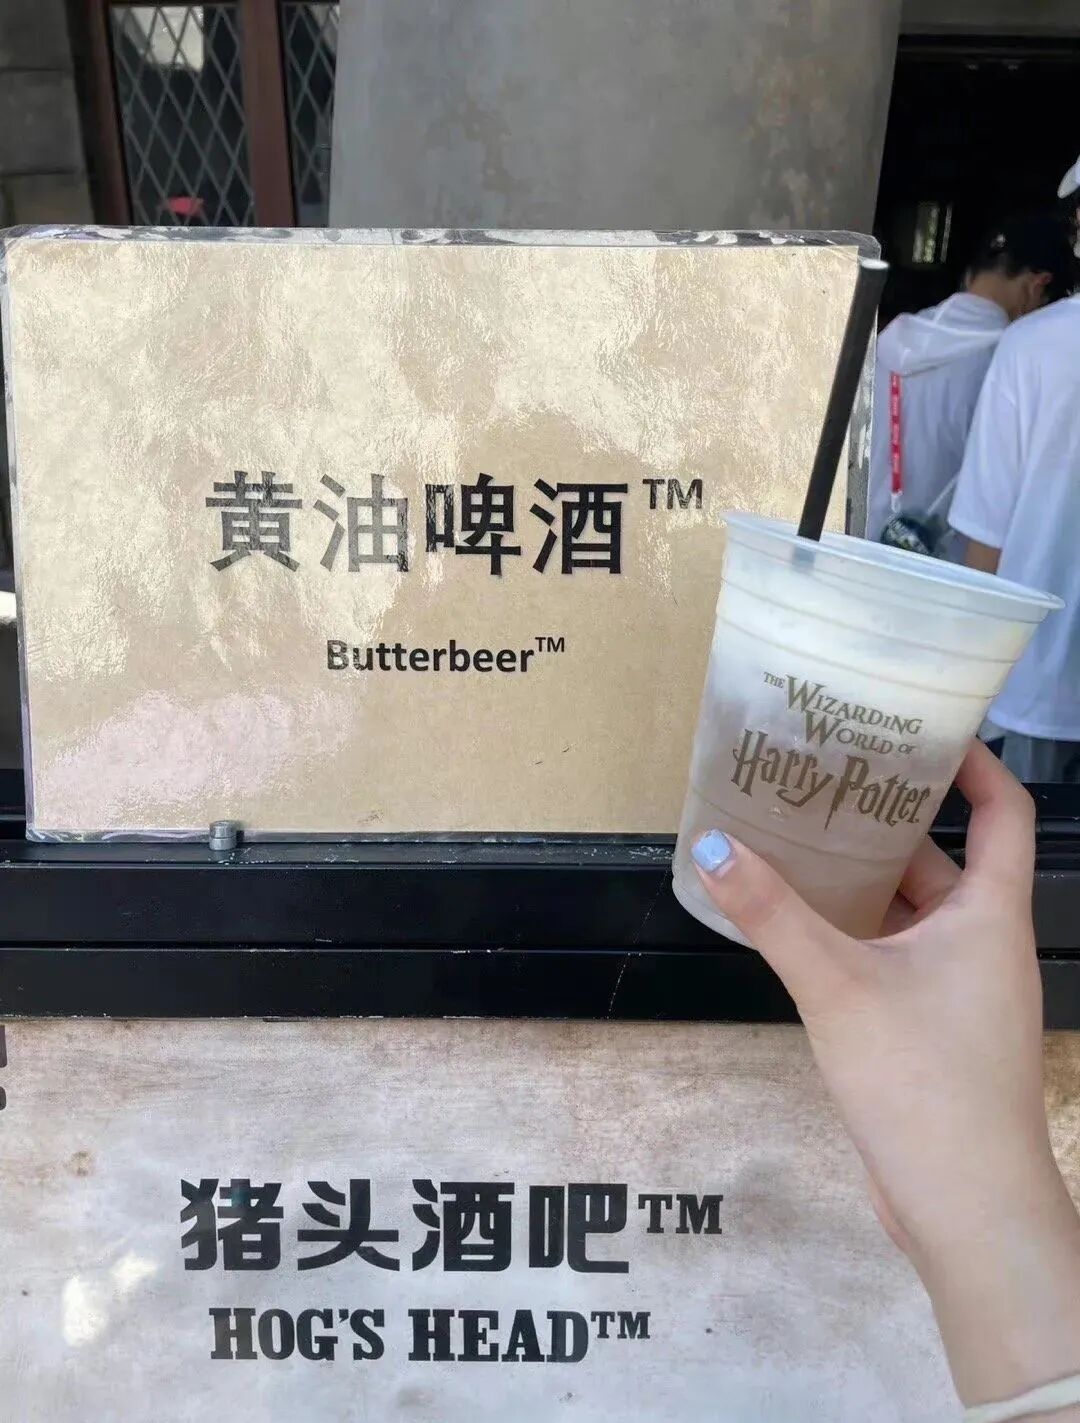 黄油啤酒™
Butterbeer™
THE WIZARDING
WORLD OF
Harry Potter
猪头酒吧™
HOG'S HEAD™